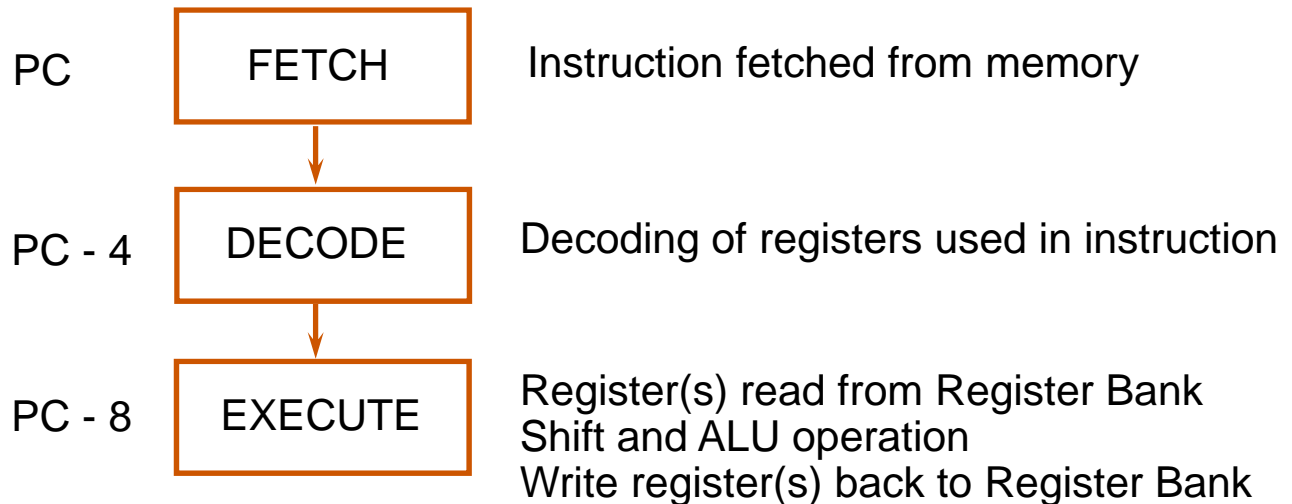 PC
FETCH
Instruction fetched from memory
PC - 4
DECODE
Decoding of registers used in instruction
PC - 8
EXECUTE
Register(s) read from Register Bank
Shift and ALU operation
Write register(s) back to Register Bank